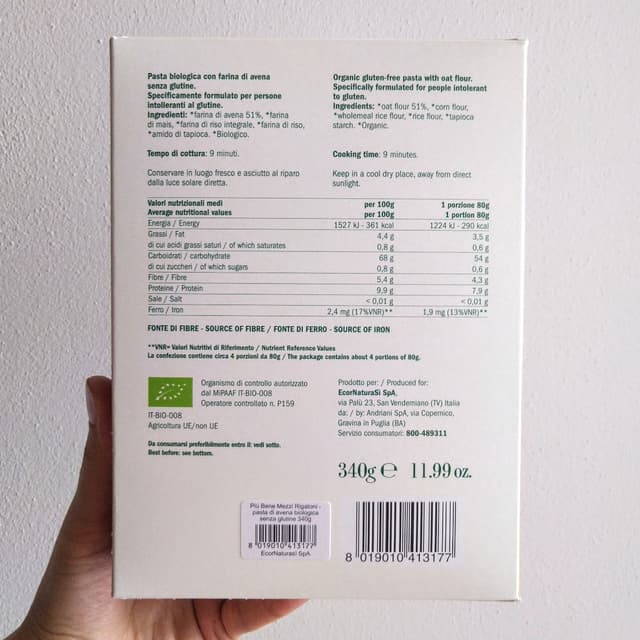 Pasta biologica con farina di avena
senza glutine.
Specificamente formulato per persone
intolleranti al glutine.
Ingredienti: *farina di avena 51%, *farina
di mais, *farina di riso integrale, *farina di riso,
*amido di tapioca. *Biologico.
Tempo di cottura: 9 minuti.
Conservare in luogo fresco e asciutto al riparo
dalla luce solare diretta.
Organic gluten-free pasta with oat flour.
Specifically formulated for people intolerant
to gluten.
Ingredients: *oat flour 51%, *corn flour,
*wholemeal rice flour, *rice flour, *tapioca
starch. *Organic.
Cooking time: 9 minutes.
Keep in a cool dry place, away from direct
sunlight.
Valori nutrizionali medi per 100g 1 porzione 80g
Average nutritional values per 100g 1 portion 80g
Energia / Energy 1527 kJ - 361 kcal 1224 kJ - 290 kcal
Grassi / Fat 4,4 g 3,5 g
di cui acidi grassi saturi / of which saturates 0,8 g 0,6 g
Carboidrati / carbohydrate 68 g 54 g
di cui zuccheri / of which sugars 0,8 g 0,6 g
Fibre / Fibre 5,4 g 4,3 g
Proteine / Protein 9,9 g 7,9 g
Sale / Salt < 0,01 g < 0,01 g
Ferro / Iron 2,4 mg (17%VNR)** 1,9 mg (13%VNR)**
FONTE DI FIBRE - SOURCE OF FIBRE / FONTE DI FERRO - SOURCE OF IRON
**VNR= Valori Nutritivi di Riferimento / Nutrient Reference Values
La confezione contiene circa 4 porzioni da 80g / The package contains about 4 portions of 80g.
Organismo di controllo autorizzato
dal MIPAAF IT-BIO-008
Operatore controllato n. P159
IT-BIO-008
Agricoltura UE/non UE
Da consumarsi preferibilmente entro il: vedi sotto.
Best before: see bottom.
Prodotto per: / Produced for:
EcorNaturaSì SpA,
via Palù 23, San Vendemiano (TV) Italia
da: / by: Andriani SpA, via Copernico,
Gravina in Puglia (BA)
Servizio consumatori: 800-489311
340g ℮ 11.99 oz.
Più Bene Mezzi Rigatoni -
pasta di avena biologica
senza glutine 340g
8 019010 413177
EcorNaturaSì SpA
8 019010 413177